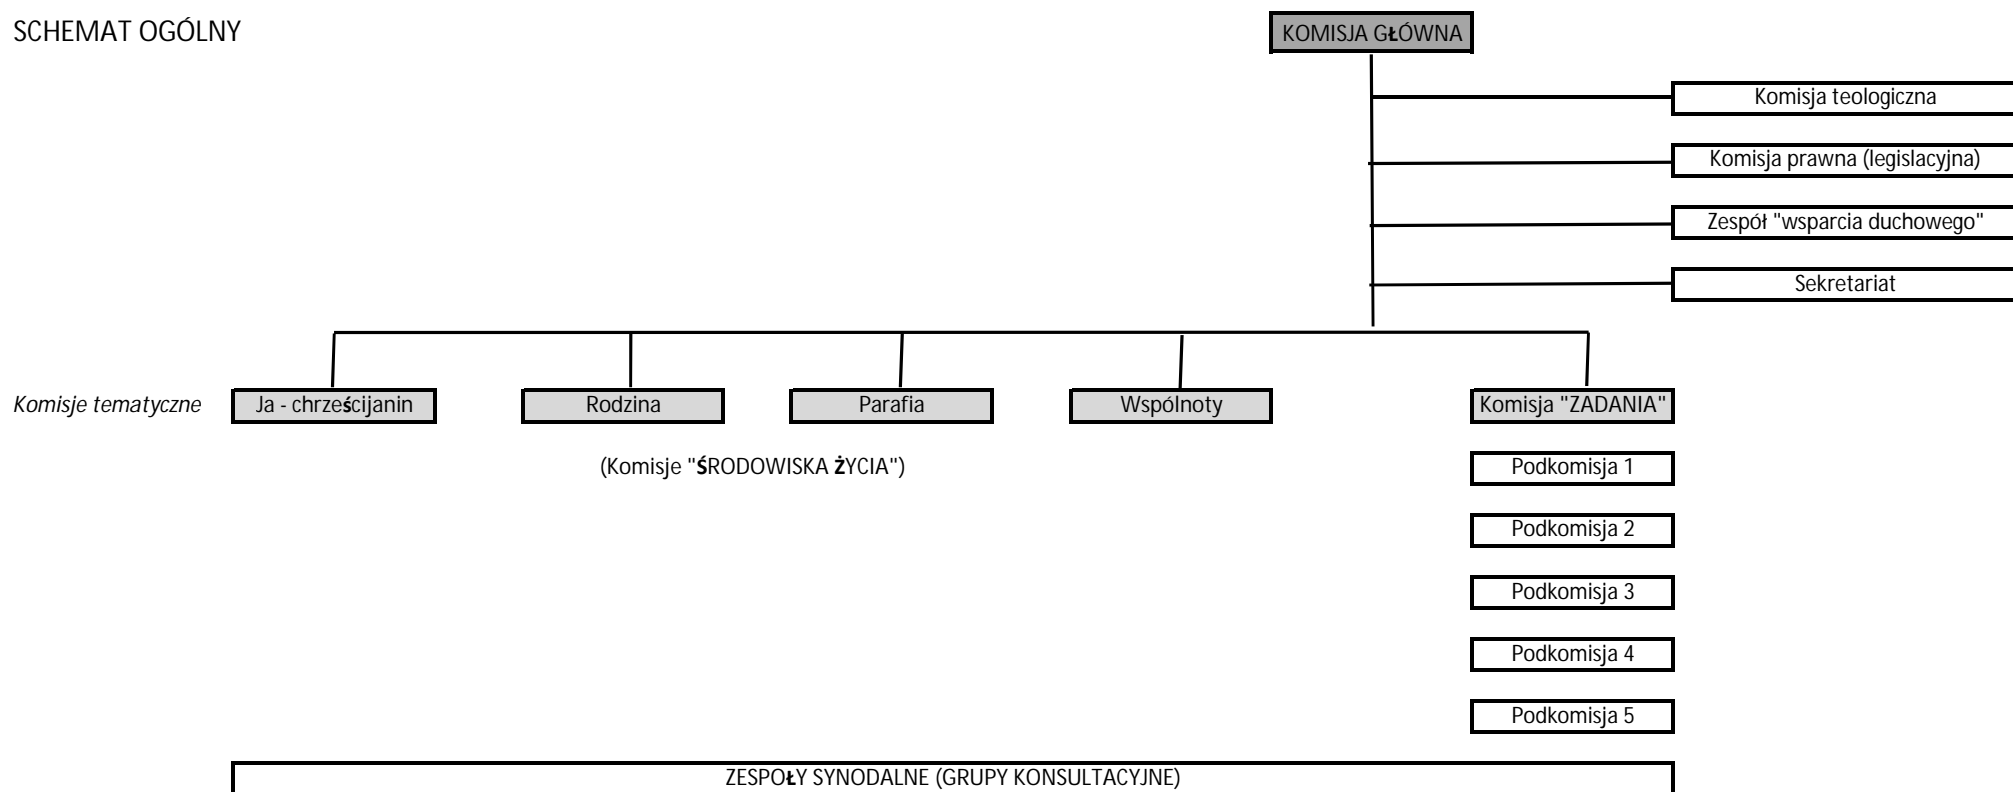 SCHEMAT OGÓLNY
KOMISJA GŁÓWNA
Komisja teologiczna
Komisja prawna (legislacyjna)
Zespół "wsparcia duchowego"
Sekretariat
Komisje tematyczne
Ja - chrześcijanin
Rodzina
Parafia
Wspólnoty
Komisja "ZADANIA"
(Komisje "ŚRODOWISKA ŻYCIA")
Podkomisja 1
Podkomisja 2
Podkomisja 3
Podkomisja 4
Podkomisja 5
ZESPOŁY SYNODALNE (GRUPY KONSULTACYJNE)